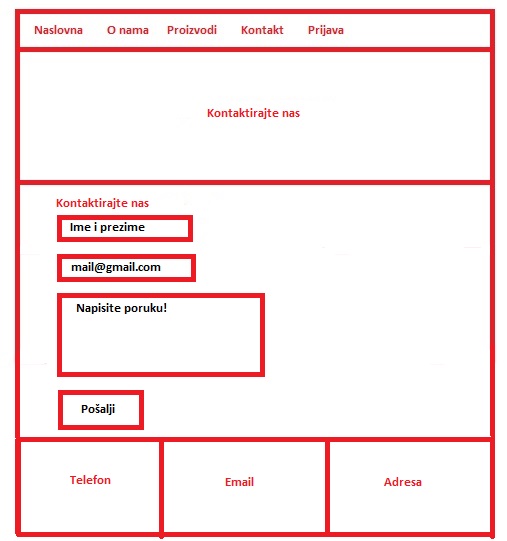 Naslovna O nama Proizvodi Kontakt Prijava
Kontaktirajte nas
Kontaktirajte nas
Ime i prezime
mail@gmail.com
Napisite poruku!
Pošalji
Telefon Email Adresa